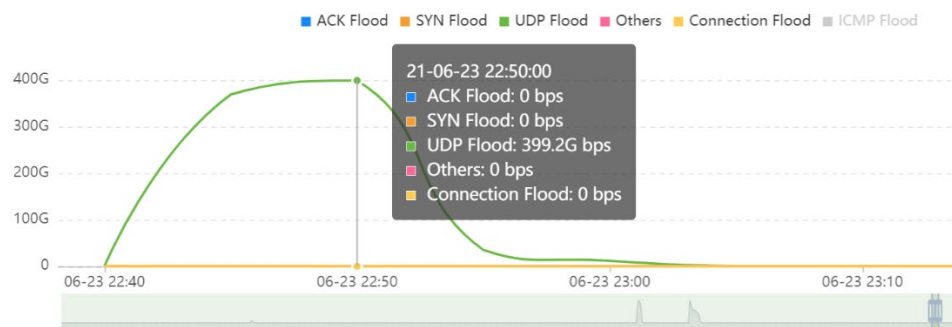 ACK Flood SYN Flood UDP Flood Others Connection Flood ICMP Flood
400G
300G
200G
100G
0
21-06-23 22:50:00
ACK Flood: 0 bps
SYN Flood: 0 bps
UDP Flood: 399.2G bps
Others: 0 bps
Connection Flood: 0 bps
06-23 22:40 06-23 22:50 06-23 23:00 06-23 23:10